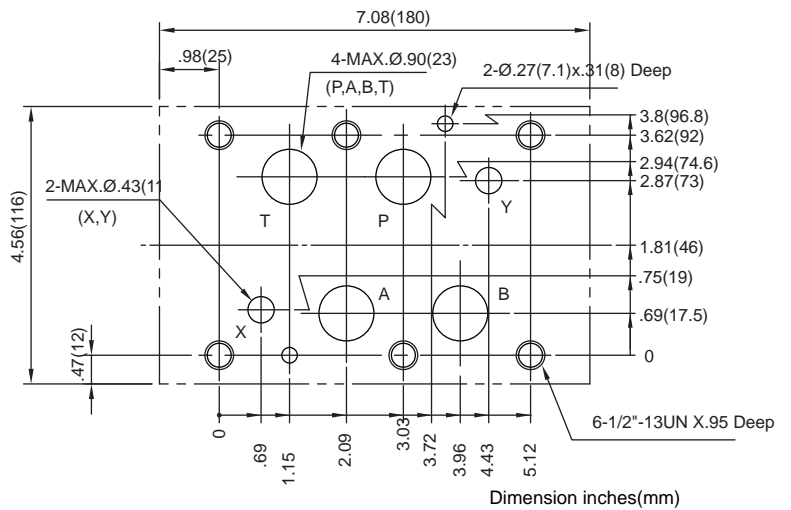 7.08(180)
.98(25)
4-MAX.Ø.90(23)
(P,A,B,T)
2-Ø.27(7.1)x.31(8) Deep
3.8(96.8)
3.62(92)
2.94(74.6)
2.87(73)
2-MAX.Ø.43(11
(X,Y)
T
P
Y
4.56(116)
1.81(46)
.75(19)
A
B
.69(17.5)
X
.47(12)
0
6-1/2"-13UN X.95 Deep
0
.69
1.15
2.09
3.03
3.72
3.96
4.43
5.12
Dimension inches(mm)